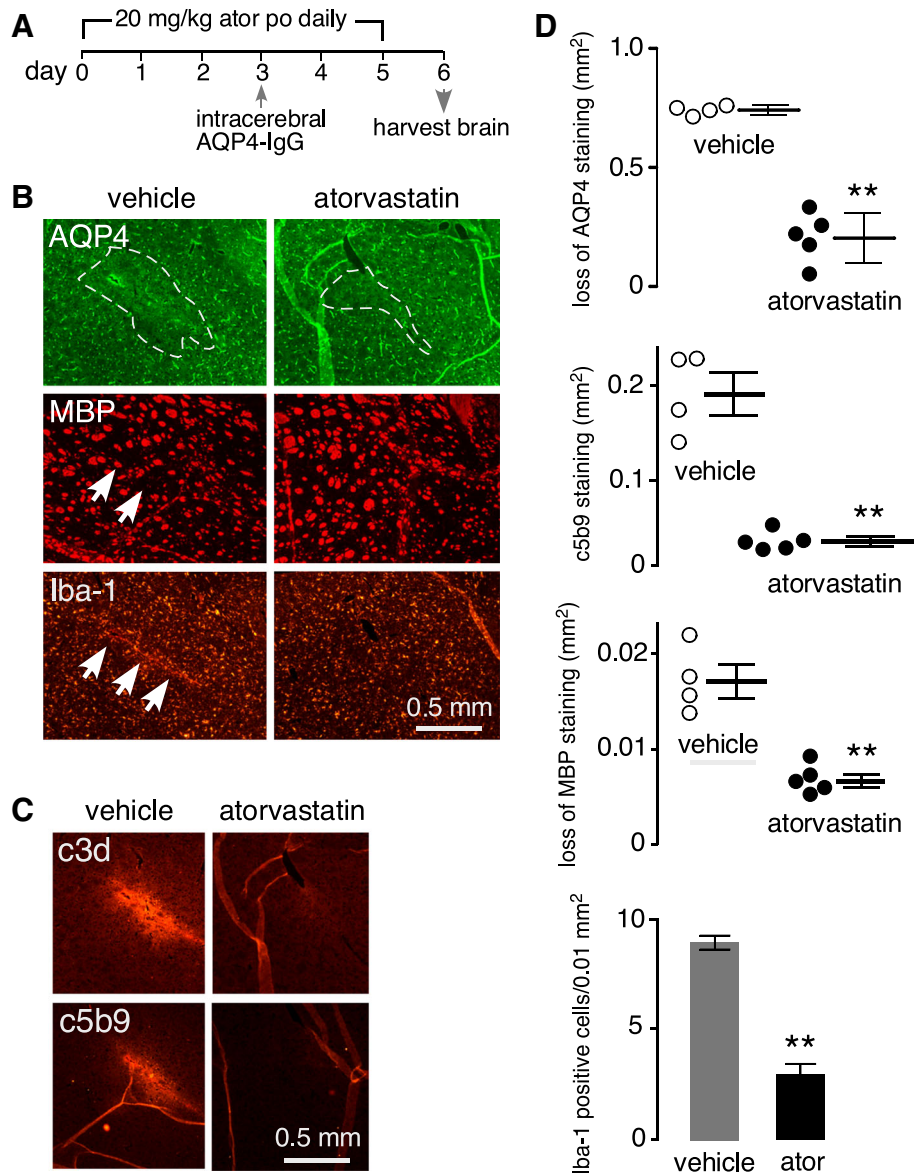 A
20 mg/kg ator po daily
day 0 1 2 3 4 5 6
intracerebral
AQP4-IgG
harvest brain
B
vehicle atorvastatin
AQP4
MBP
Iba-1
0.5 mm
C
vehicle atorvastatin
c3d
c5b9
0.5 mm
D
loss of AQP4 staining (mm²)
1.0
0.5
0
vehicle
**
atorvastatin
c5b9 staining (mm²)
0.2
0.1
0
vehicle
**
atorvastatin
loss of MBP staining (mm²)
0.02
0.01
0
vehicle
**
atorvastatin
Iba-1 positive cells/0.01 mm²
10
5
0
**
vehicle ator